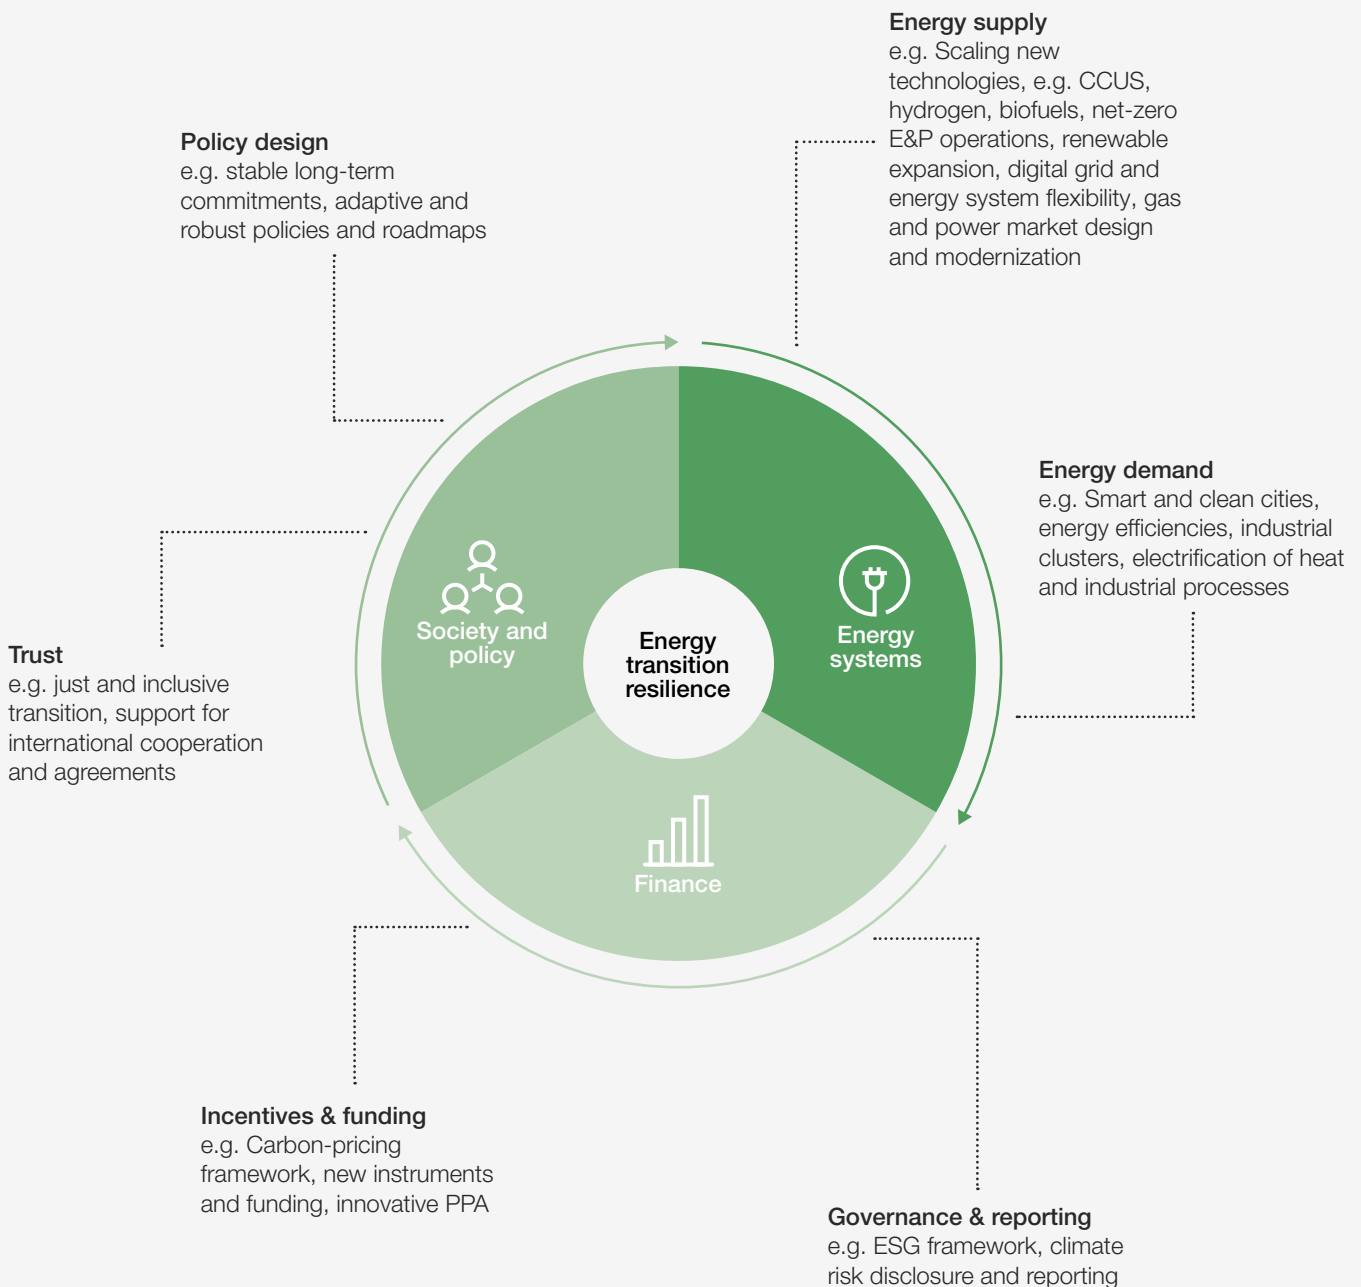 Energy supply
e.g. Scaling new
technologies, e.g. CCUS,
hydrogen, biofuels, net-zero
E&P operations, renewable
expansion, digital grid and
energy system flexibility, gas
and power market design
and modernization
Policy design
e.g. stable long-term
commitments, adaptive and
robust policies and roadmaps
Energy demand
e.g. Smart and clean cities,
energy efficiencies, industrial
clusters, electrification of heat
and industrial processes
Society and
policy
Energy
transition
resilience
Energy
systems
Trust
e.g. just and inclusive
transition, support for
international cooperation
and agreements
Finance
Incentives & funding
e.g. Carbon-pricing
framework, new instruments
and funding, innovative PPA
Governance & reporting
e.g. ESG framework, climate
risk disclosure and reporting